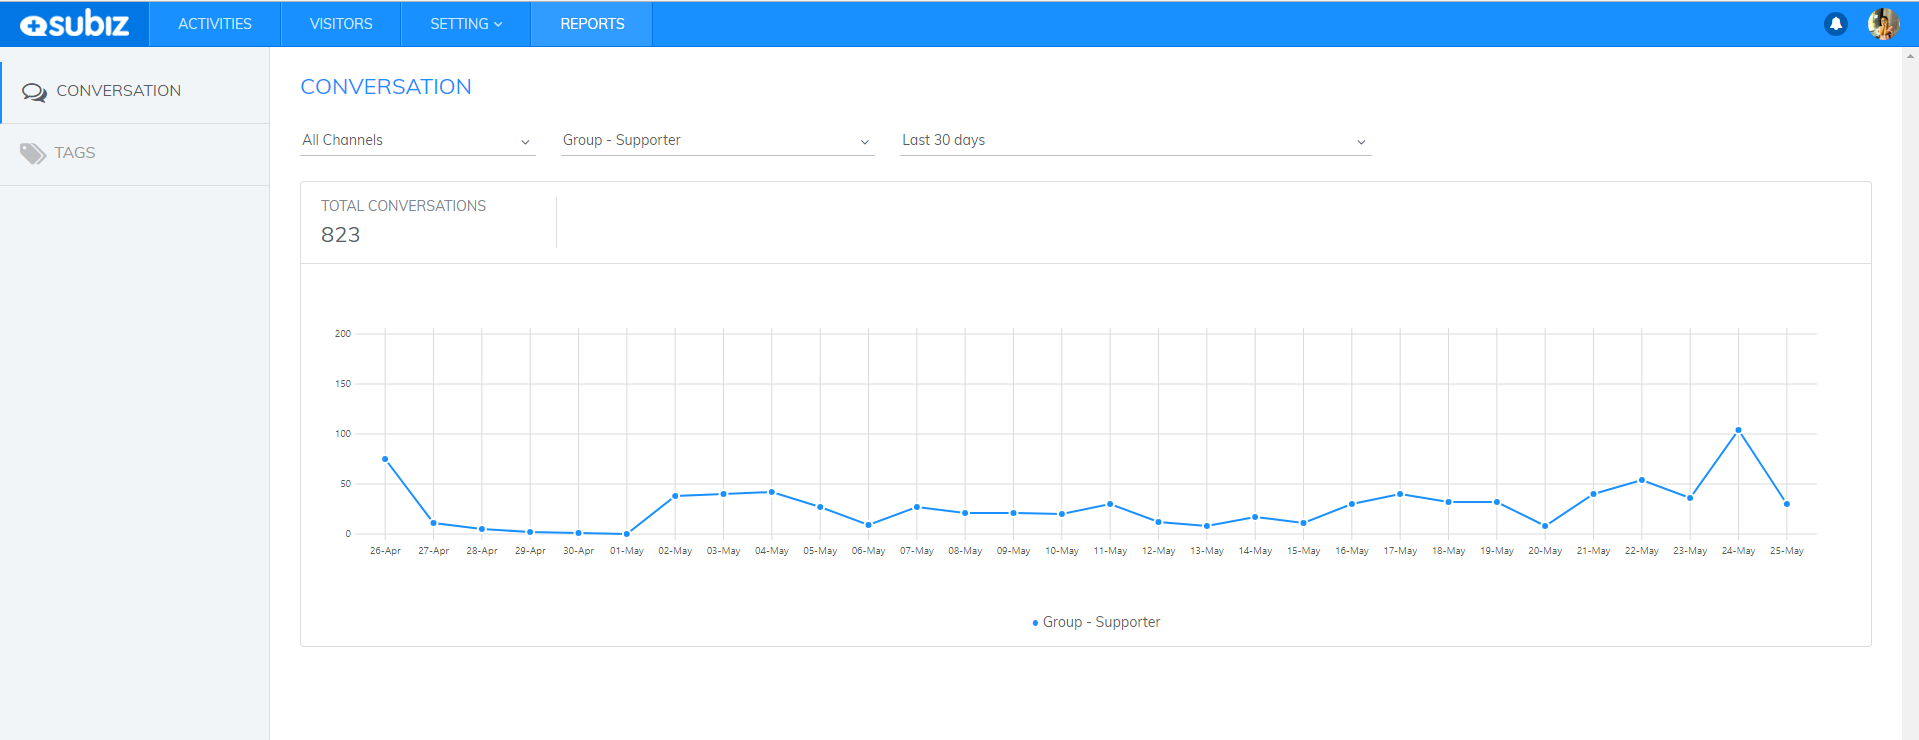 subiz ACTIVITIES VISITORS SETTING REPORTS
CONVERSATION
TAGS
CONVERSATION
All Channels Group - Supporter Last 30 days
TOTAL CONVERSATIONS
823
200
150
100
50
0
26-Apr 27-Apr 28-Apr 29-Apr 30-Apr 01-May 02-May 03-May 04-May 05-May 06-May 07-May 08-May 09-May 10-May 11-May 12-May 13-May 14-May 15-May 16-May 17-May 18-May 19-May 20-May 21-May 22-May 23-May 24-May 25-May
Group - Supporter